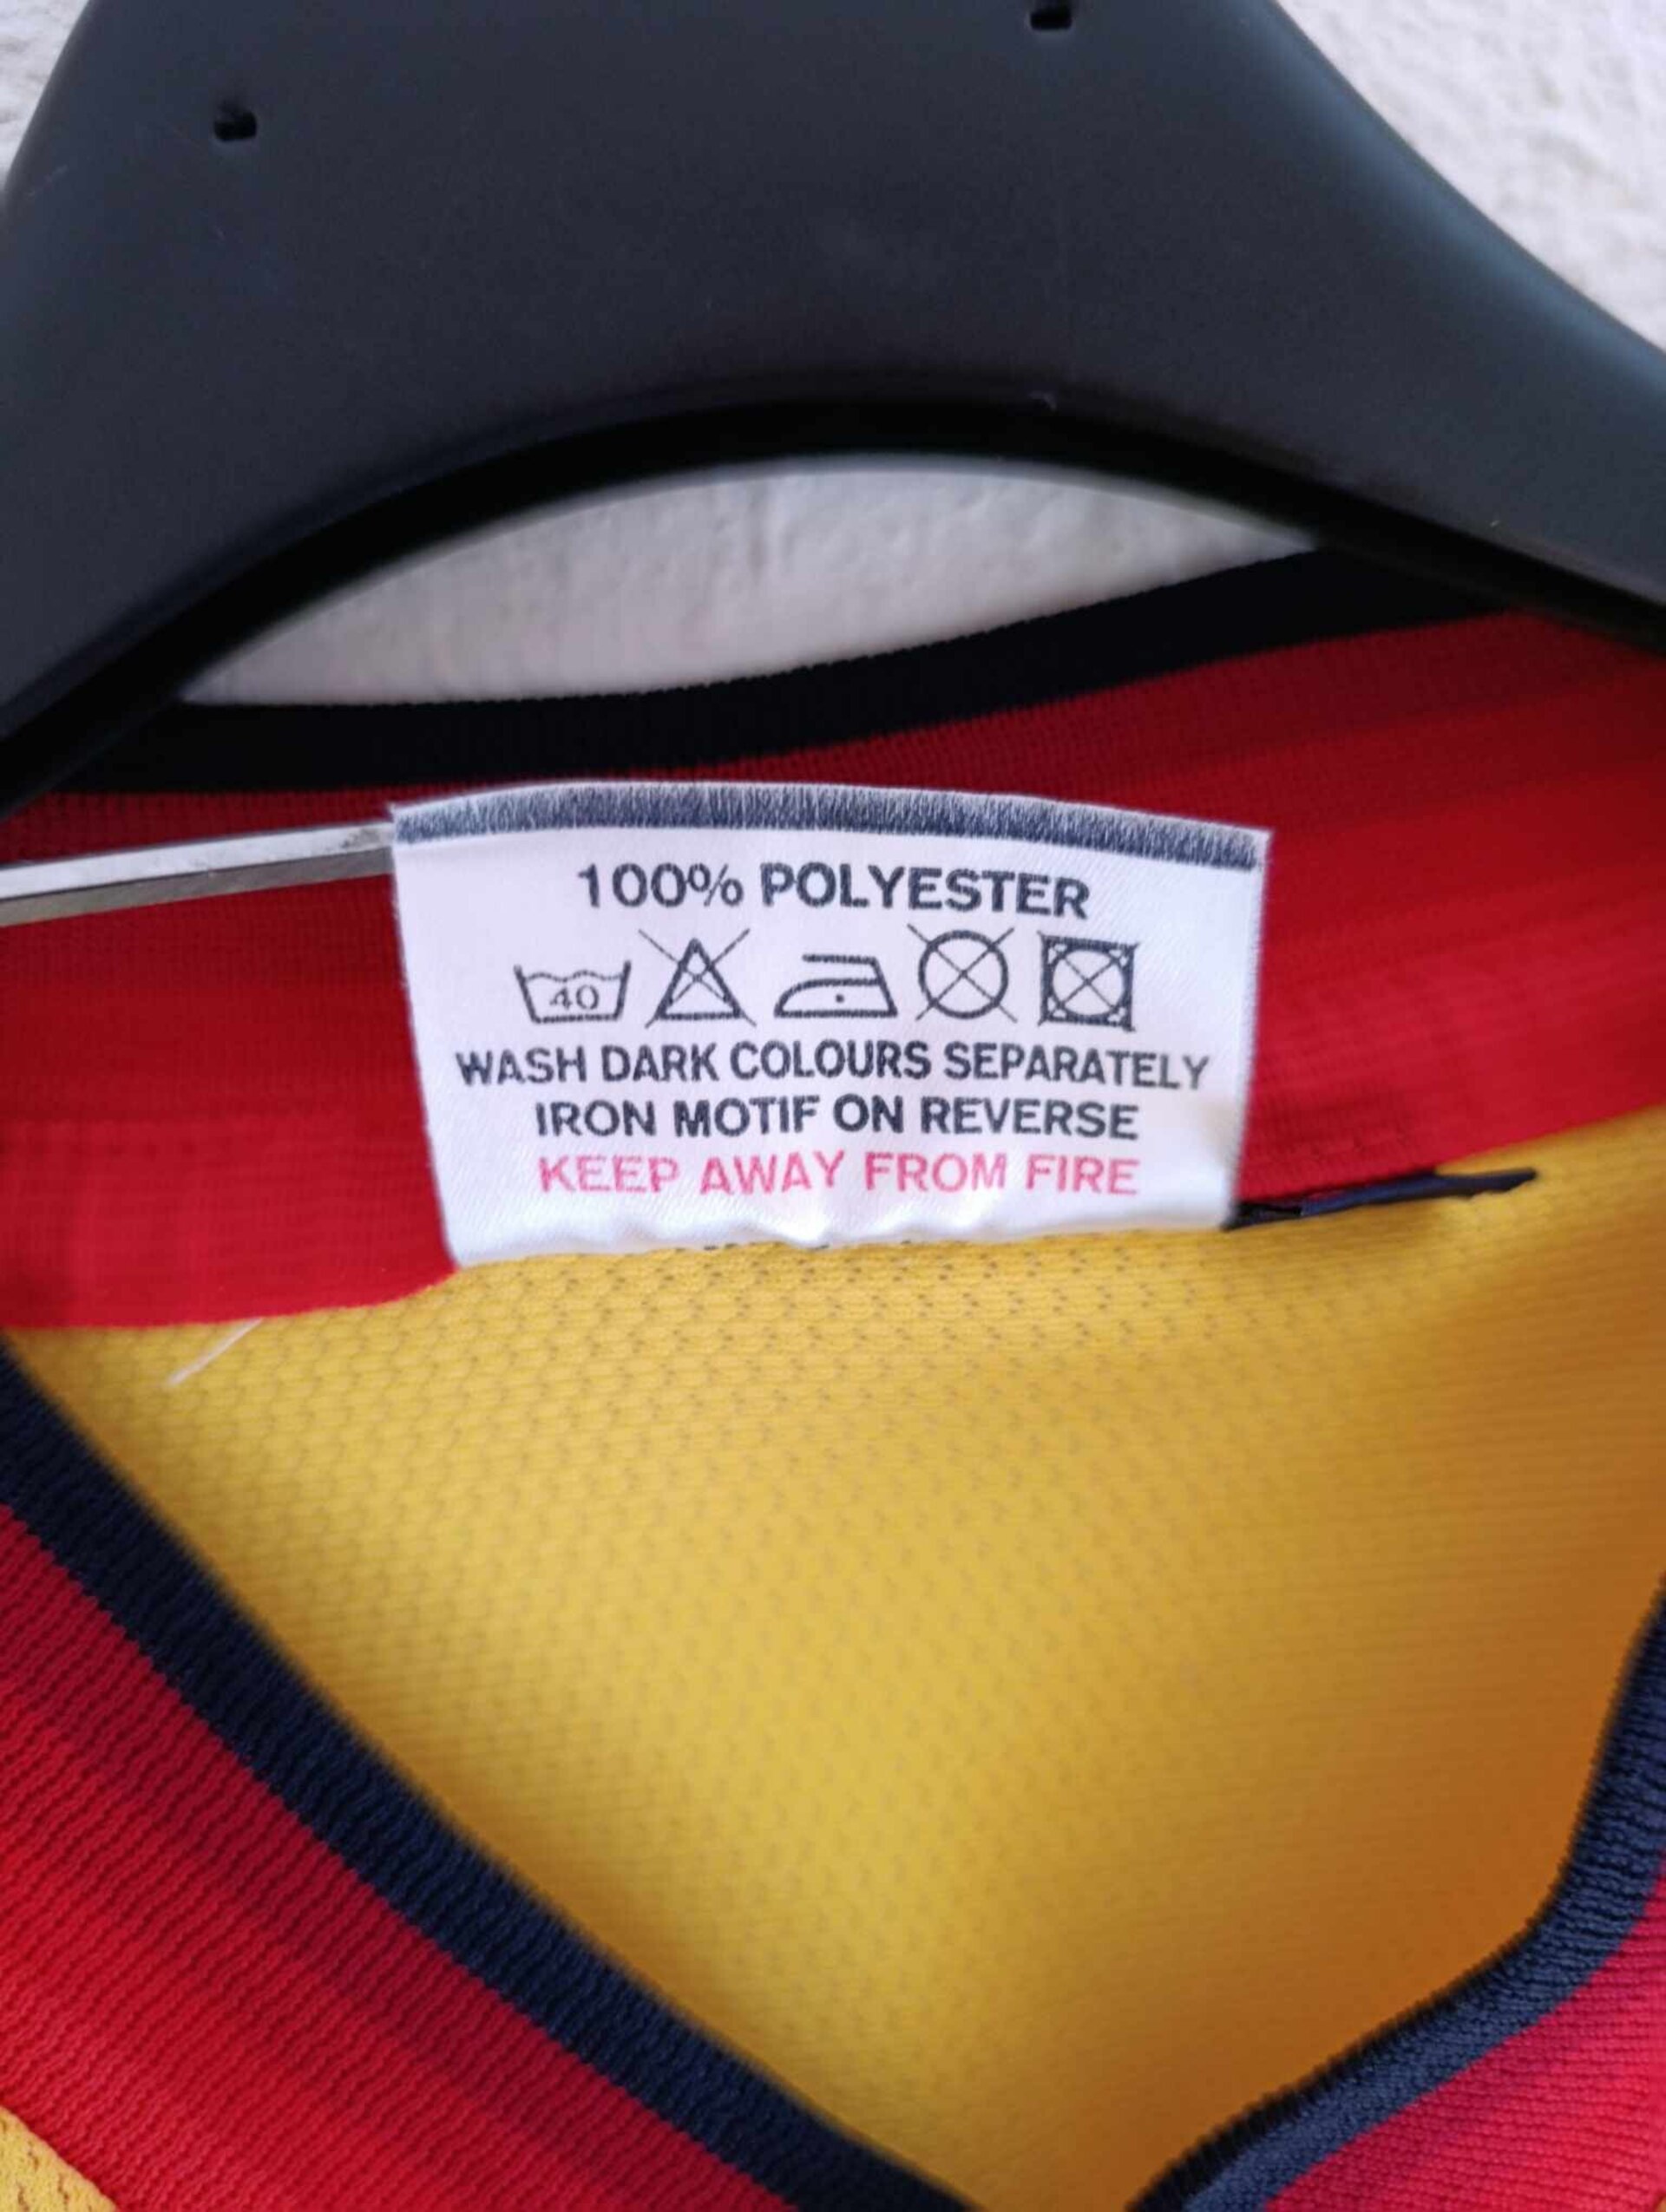 100% POLYESTER
40
WASH DARK COLOURS SEPARATELY
IRON MOTIF ON REVERSE
KEEP AWAY FROM FIRE